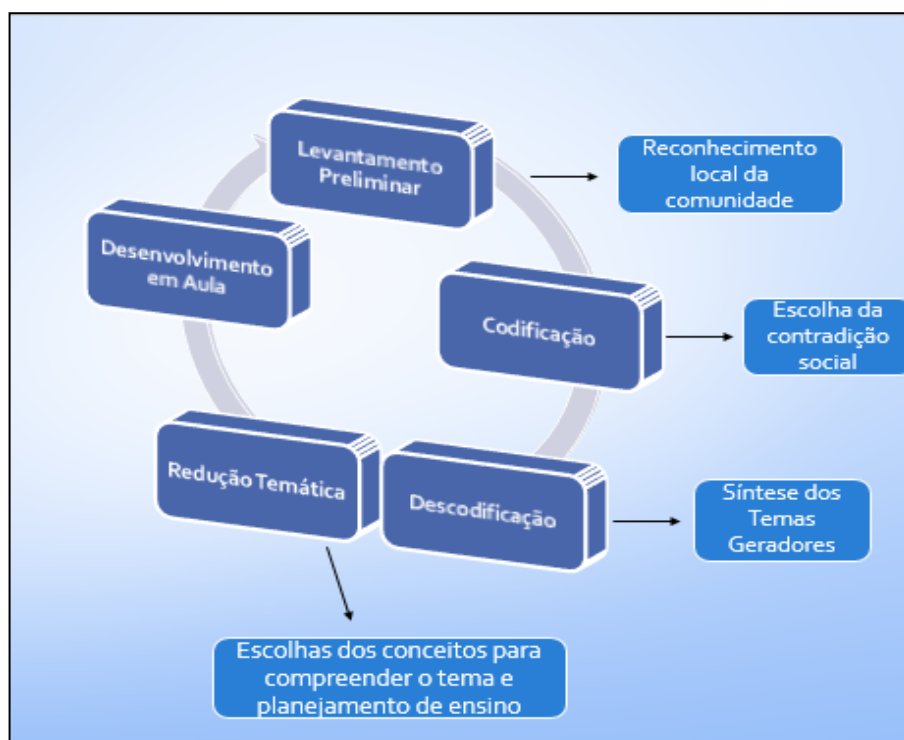 Levantamento
Preliminar
Reconhecimento
local da
comunidade
Codificação
Escolha da
contradição
social
Descodificação
Síntese dos
Temas
Geradores
Redução Temática
Escolhas dos conceitos para
compreender o tema e
planejamento de ensino
Desenvolvimento
em Aula